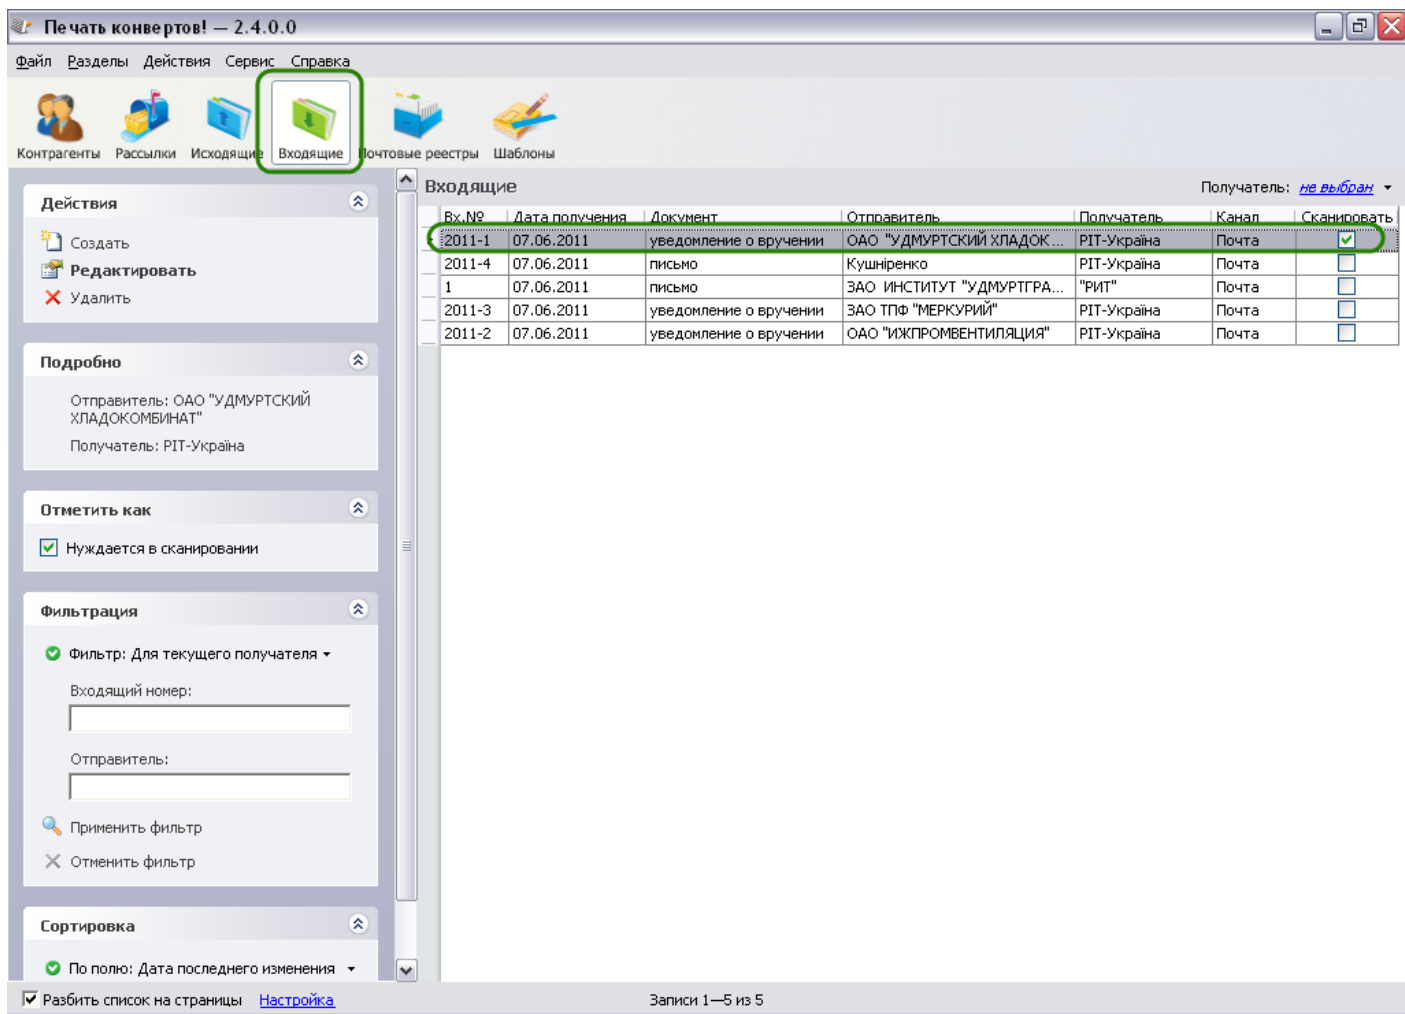 Печать конвертов! — 2.4.0.0
Файл Разделы Действия Сервис Справка
Контрагенты Рассылки Исходящие Входящие Почтовые реестры Шаблоны
Действия
Создать
Редактировать
Удалить
Подробно
Отправитель: ОАО "УДМУРТСКИЙ
ХЛАДОКОМБИНАТ"
Получатель: РІТ-Україна
Отметить как
Нуждается в сканировании
Фильтрация
Фильтр: Для текущего получателя
Входящий номер:
Отправитель:
Применить фильтр
Отменить фильтр
Сортировка
По полю: Дата последнего изменения
Входящие Получатель: не выбран
Вх.№ Дата получения Документ Отправитель Получатель Канал Сканировать
2011-1 07.06.2011 уведомление о вручении ОАО "УДМУРТСКИЙ ХЛАДОК... РІТ-Україна Почта
2011-4 07.06.2011 письмо Кушніренко РІТ-Україна Почта
1 07.06.2011 письмо ЗАО ИНСТИТУТ "УДМУРТГРА... "РИТ" Почта
2011-3 07.06.2011 уведомление о вручении ЗАО ТПФ "МЕРКУРИЙ" РІТ-Україна Почта
2011-2 07.06.2011 уведомление о вручении ОАО "ИЖПРОМВЕНТИЛЯЦИЯ" РІТ-Україна Почта
Разбить список на страницы Настройка Записи 1—5 из 5